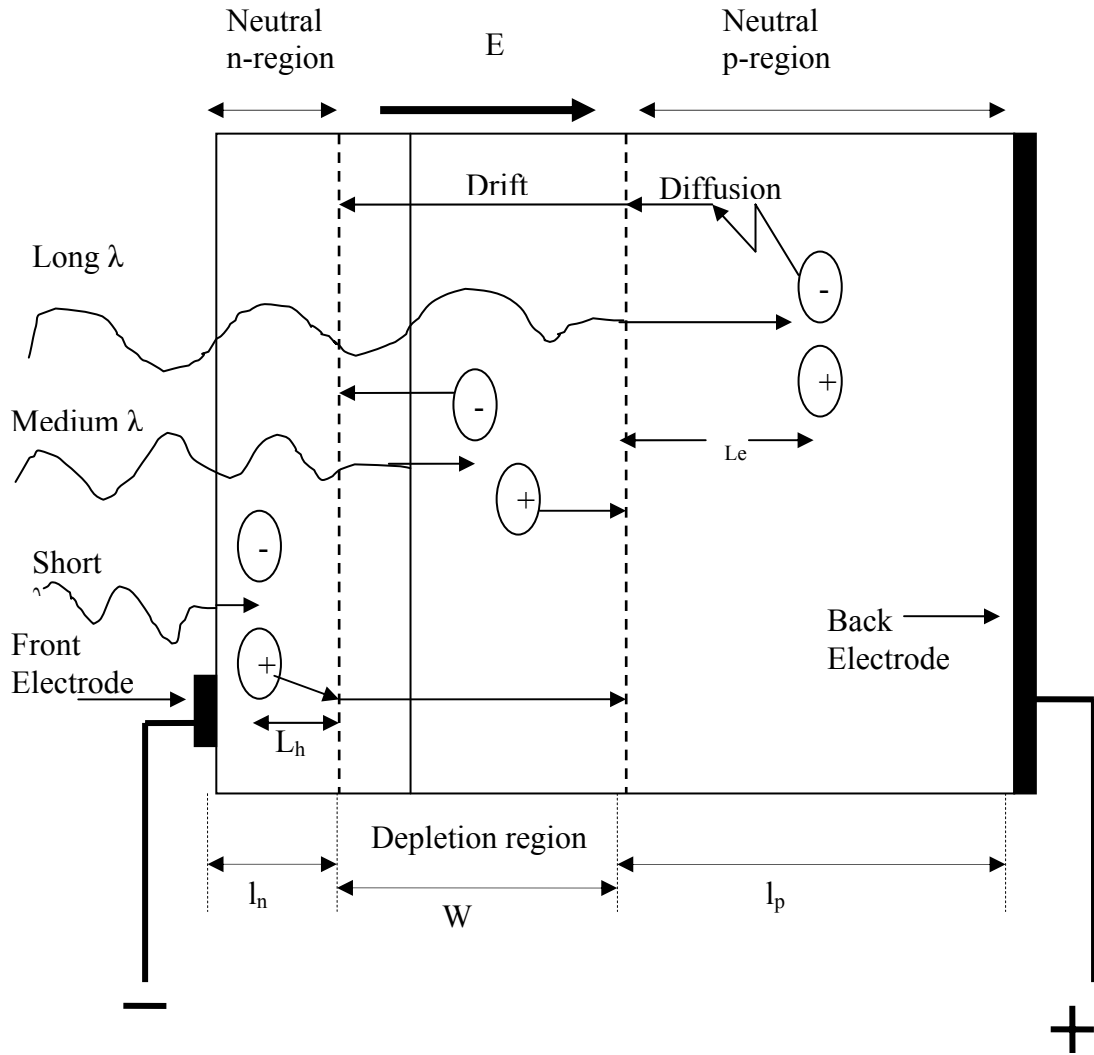 Neutral
n-region
E
Neutral
p-region
Drift
Diffusion
Long λ
-
+
Medium λ
-
Le
+
-
Short
Front
Electrode
+
Back
Electrode
Lh
Depletion region
ln
W
lp
−
+